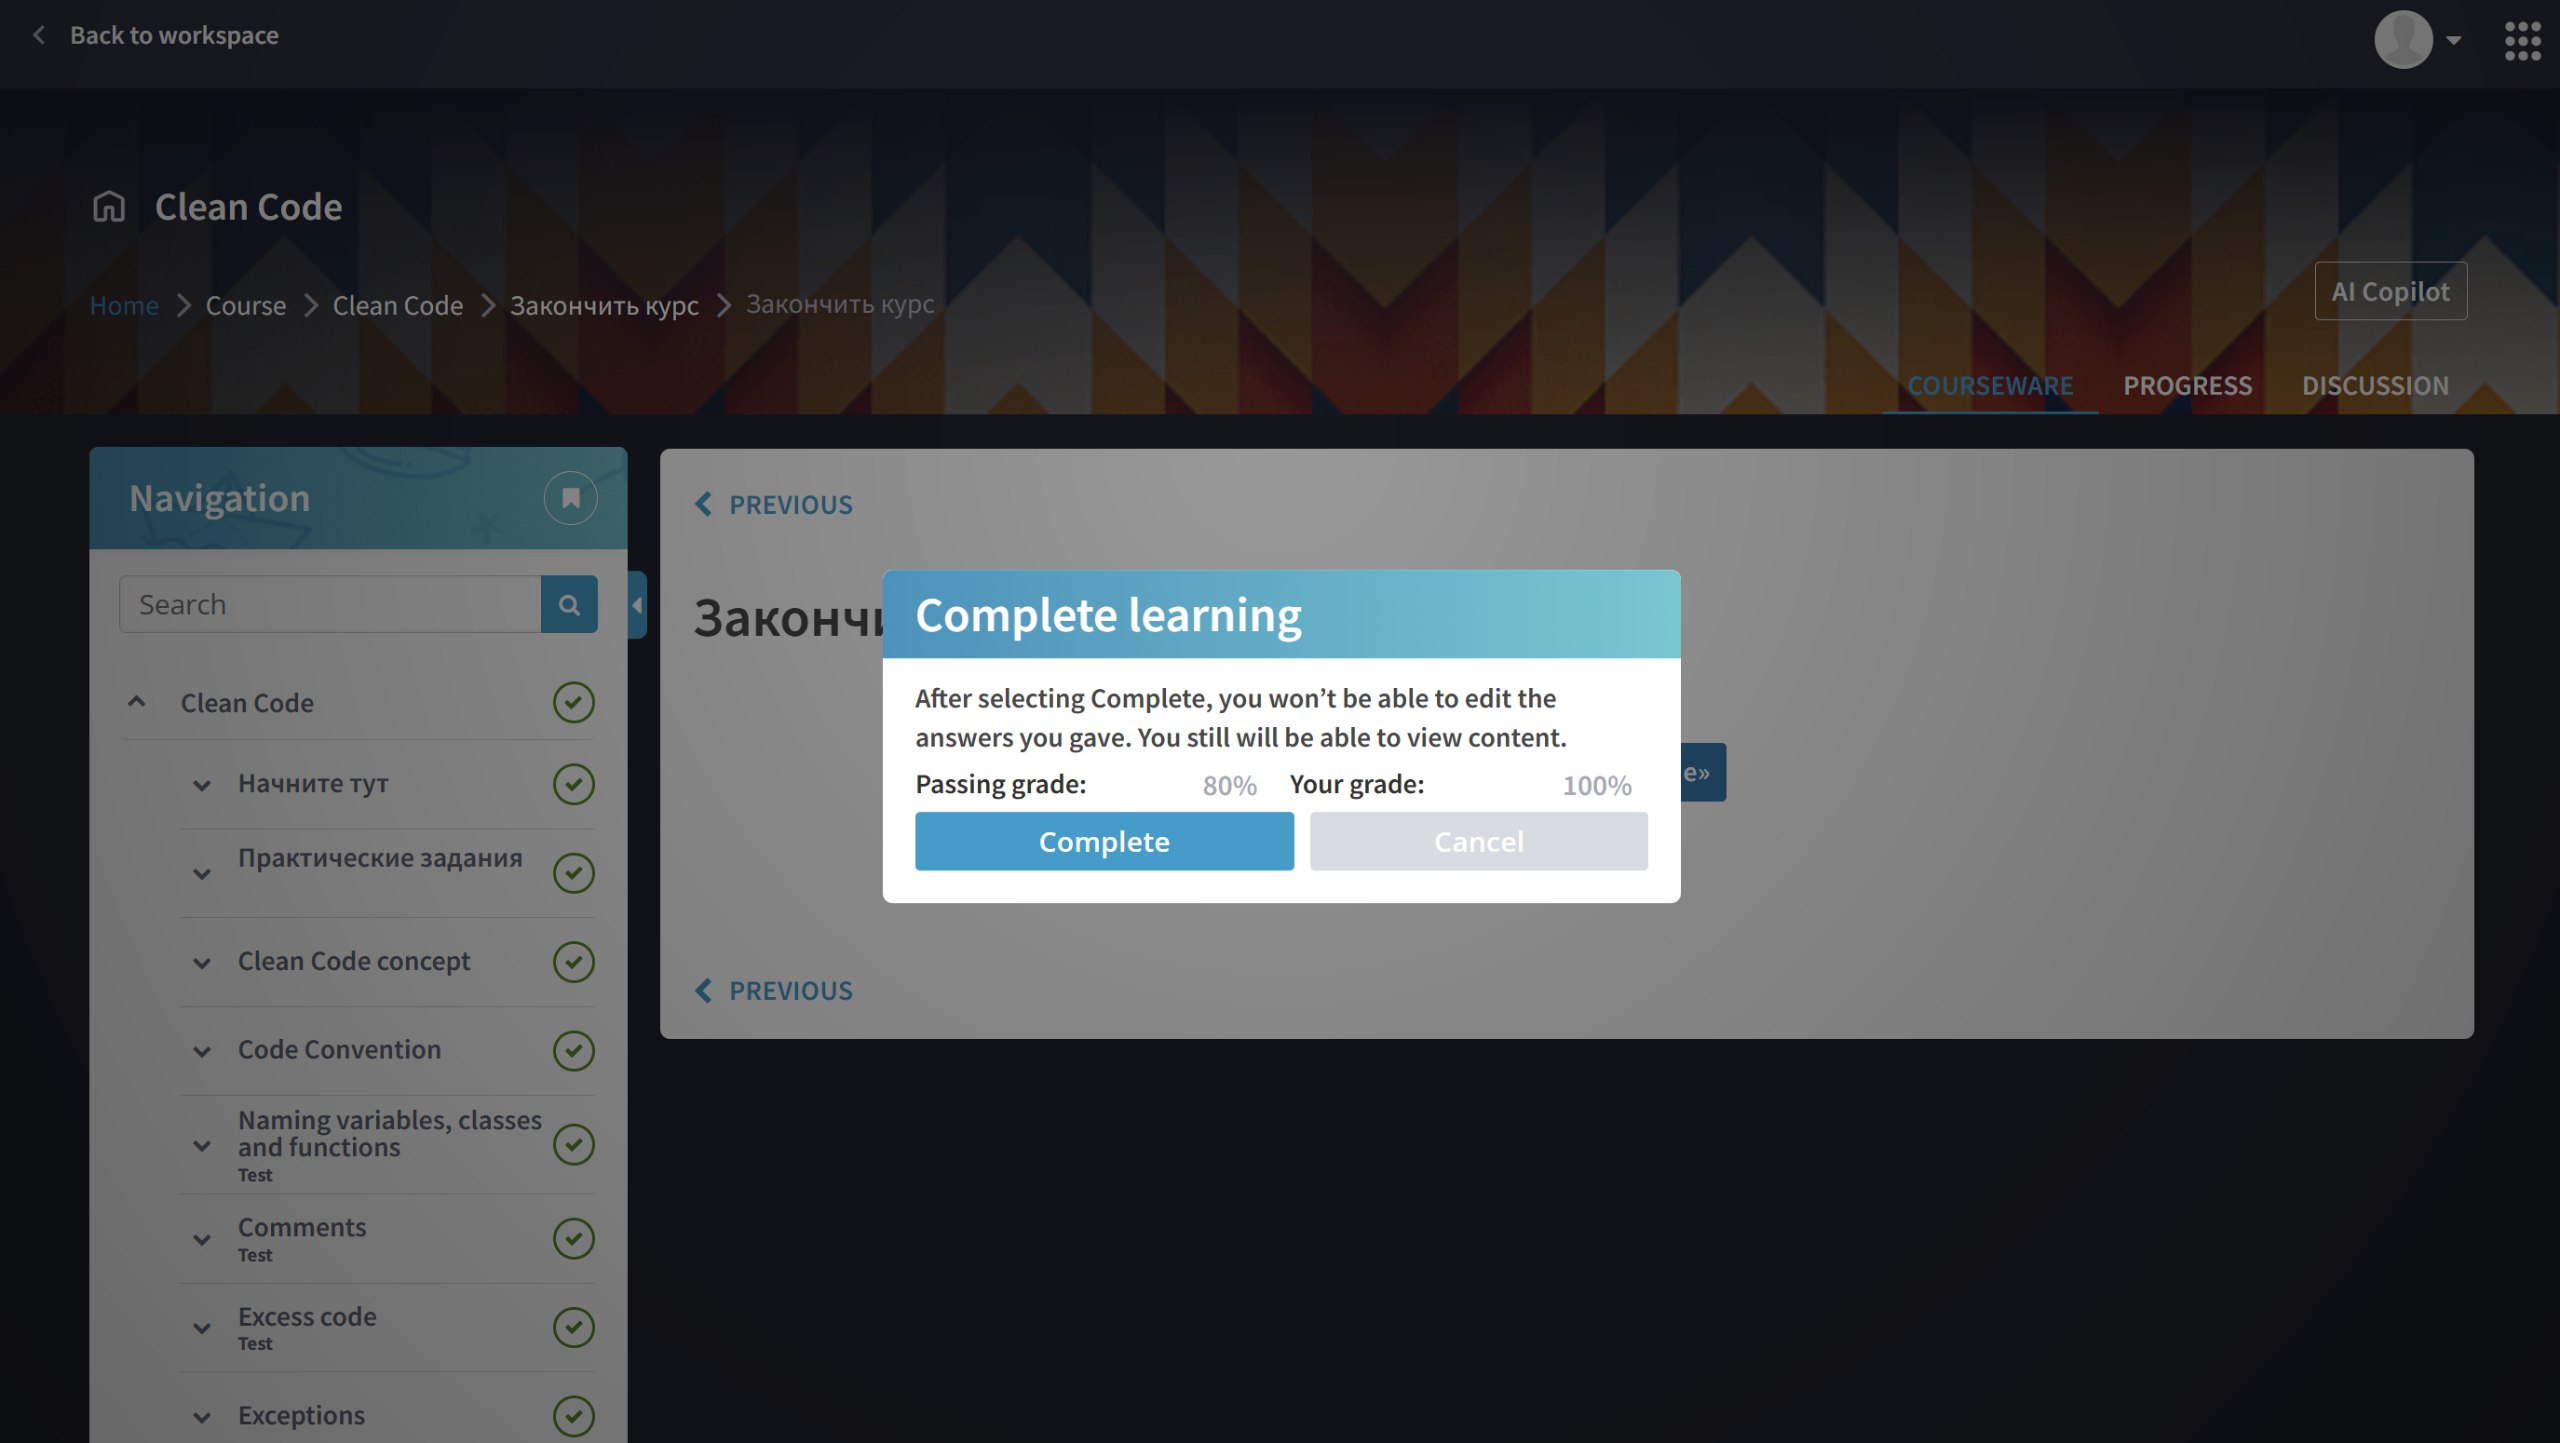 Back to workspace
Clean Code
Home
Course
Clean Code
Закончить курс
Закончить курс
AI Copilot
COURSEWARE
PROGRESS
DISCUSSION
Navigation
Search
Clean Code
Начните тут
Практические задания
Clean Code concept
Code Convention
Naming variables, classes
and functions
Test
Comments
Test
Excess code
Test
Exceptions
PREVIOUS
Complete learning
After selecting Complete, you won’t be able to edit the
answers you gave. You still will be able to view content.
Passing grade: 80% Your grade: 100%
Complete
Cancel
PREVIOUS